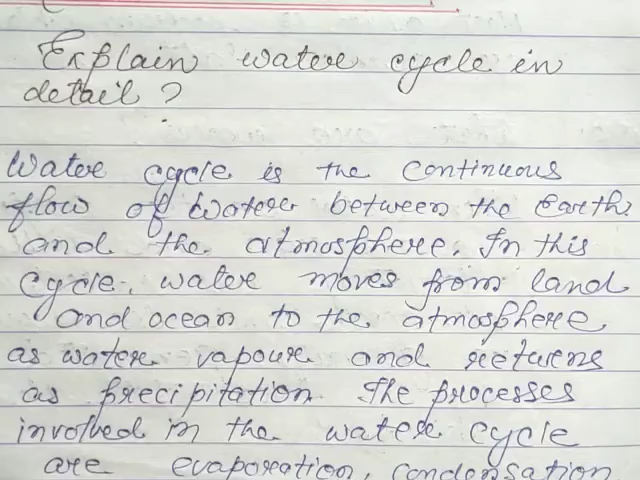 Explain water cycle in
detail?
Water cycle is the continuous
flow of water between the Earth
and the atmosphere. In this
cycle, water moves from land
and ocean to the atmosphere
as water vapour and returns
as precipitation. The processes
involved in the water cycle
are evaporation, condensation